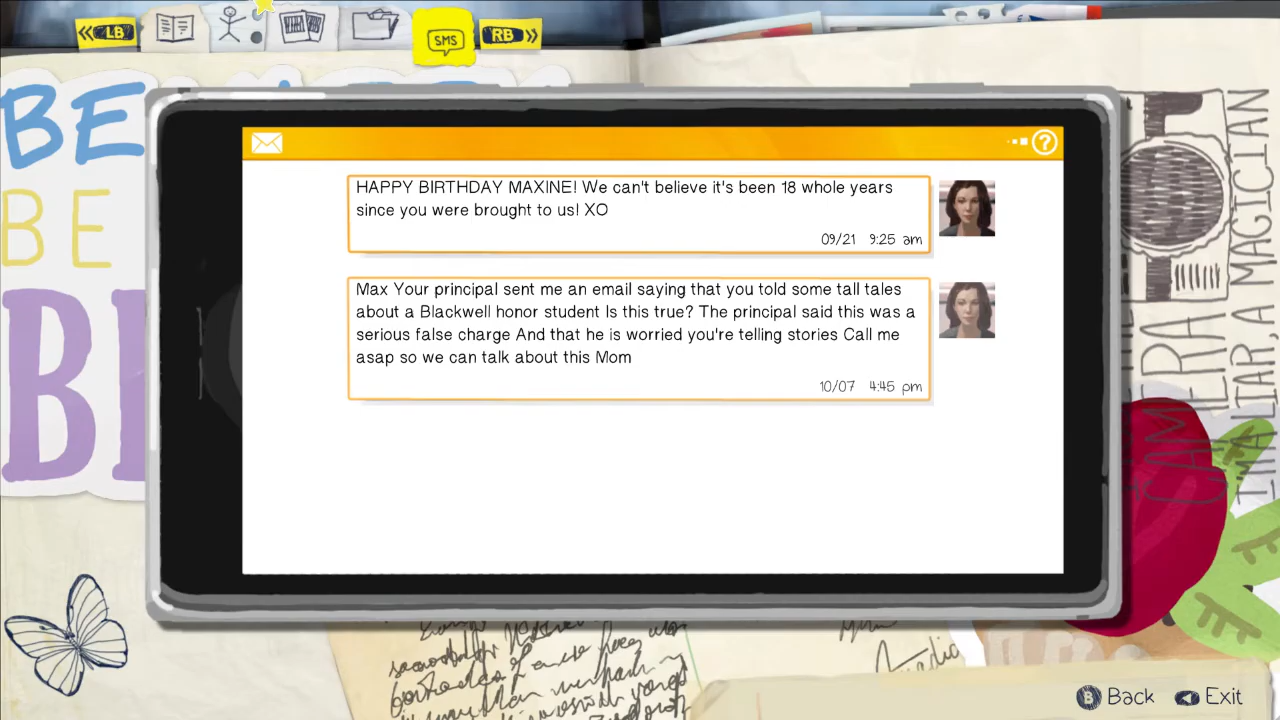 LB
SMS
RB
BE
BE
HAPPY BIRTHDAY MAXINE! We can't believe it's been 18 whole years
since you were brought to us! XO
09/21 9:25 am
Max Your principal sent me an email saying that you told some tall tales
about a Blackwell honor student Is this true? The principal said this was a
serious false charge And that he is worried you're telling stories Call me
asap so we can talk about this Mom
10/07 4:45 pm
?
CAMERA
I'M A LIAR, A MAGICIAN
B Back Exit